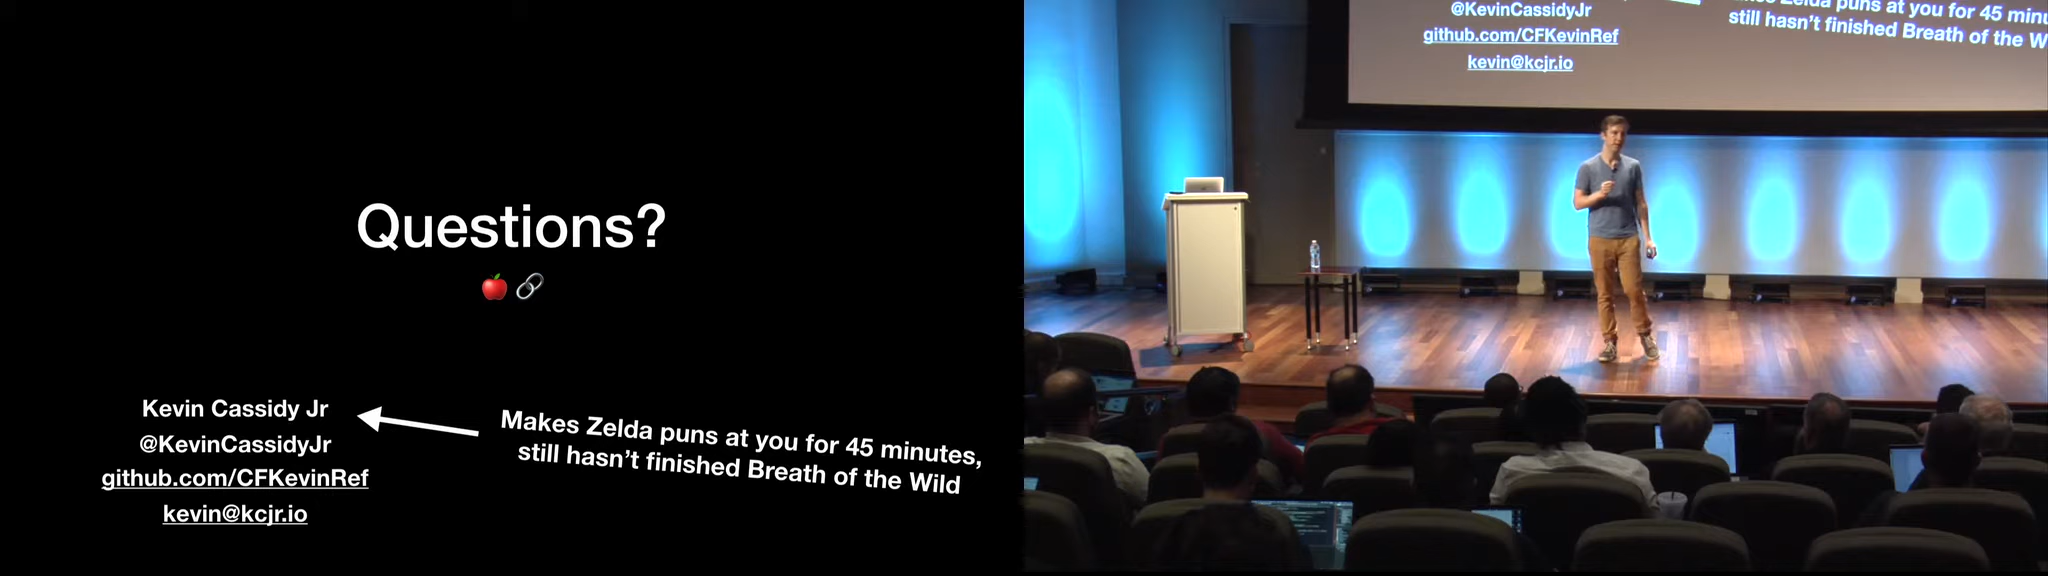 Questions?
Kevin Cassidy Jr
@KevinCassidyJr
github.com/CFKevinRef
kevin@kcjr.io
Makes Zelda puns at you for 45 minutes,
still hasn't finished Breath of the Wild
@KevinCassidyJr
github.com/CFKevinRef
kevin@kcjr.io
Zelda puns at you for 45
still hasn't finished Breath of the